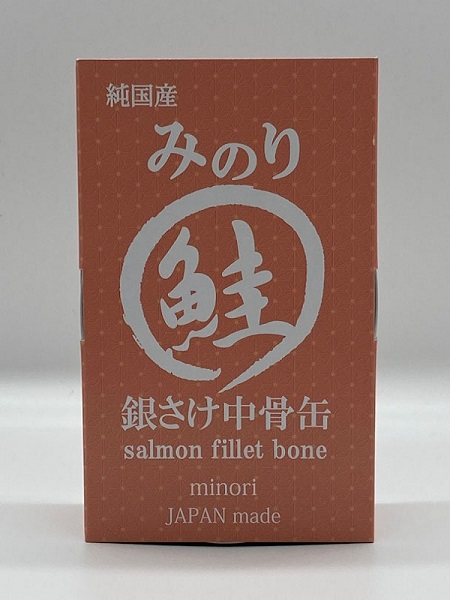 純国産
みのり
鮭
銀さけ中骨缶
salmon fillet bone
minori
JAPAN made